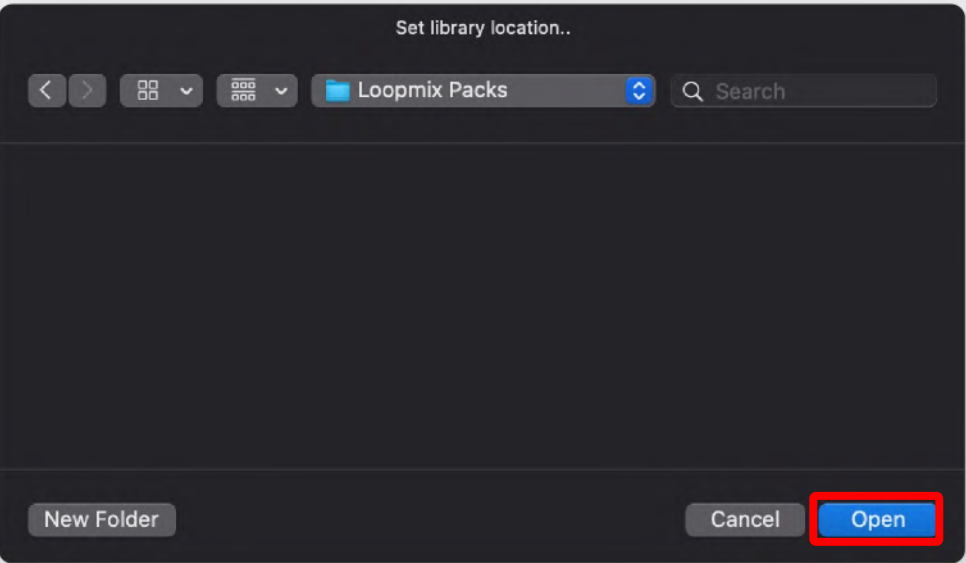 Set library location..
Loopmix Packs
Search
New Folder
Cancel
Open